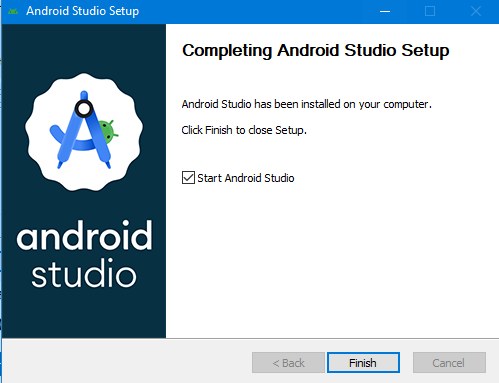 Android Studio Setup
Completing Android Studio Setup
Android Studio has been installed on your computer.
Click Finish to close Setup.
Start Android Studio
android
studio
< Back
Finish
Cancel